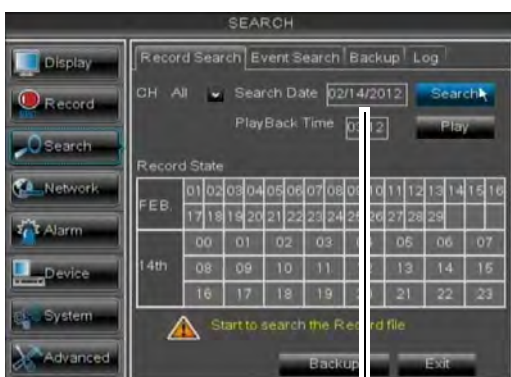 SEARCH
Display
Record
Search
Network
Alarm
Device
System
Advanced
Record Search Event Search Backup Log
CH All Search Date 02/14/2012 Search
PlayBack Time Play
Record State
FEB. 01 02 03 04 05 06 07 08 09 10 11 12 13 14 15 16
17 18 19 20 21 22 23 24 25 26 27 28 29
14th 00 01 02 03 05 06 07
08 09 10 11 13 14 15
16 17 18 19 21 22 23
Start to search the Record file
Backup Exit